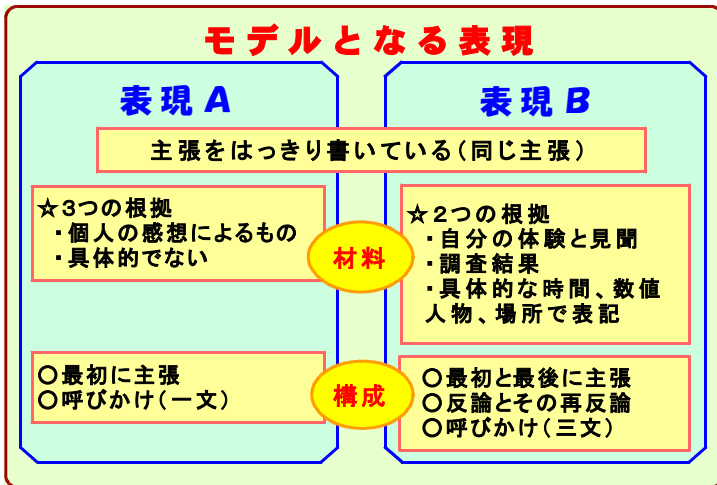 モデルとなる表現
表現A
表現B
主張をはっきり書いている(同じ主張)
☆3つの根拠
・個人の感想によるもの
・具体的でない
材料
☆2つの根拠
・自分の体験と見聞
・調査結果
・具体的な時間、数値
人物、場所で表記
○最初に主張
○呼びかけ(一文)
構成
○最初と最後に主張
○反論とその再反論
○呼びかけ(三文)